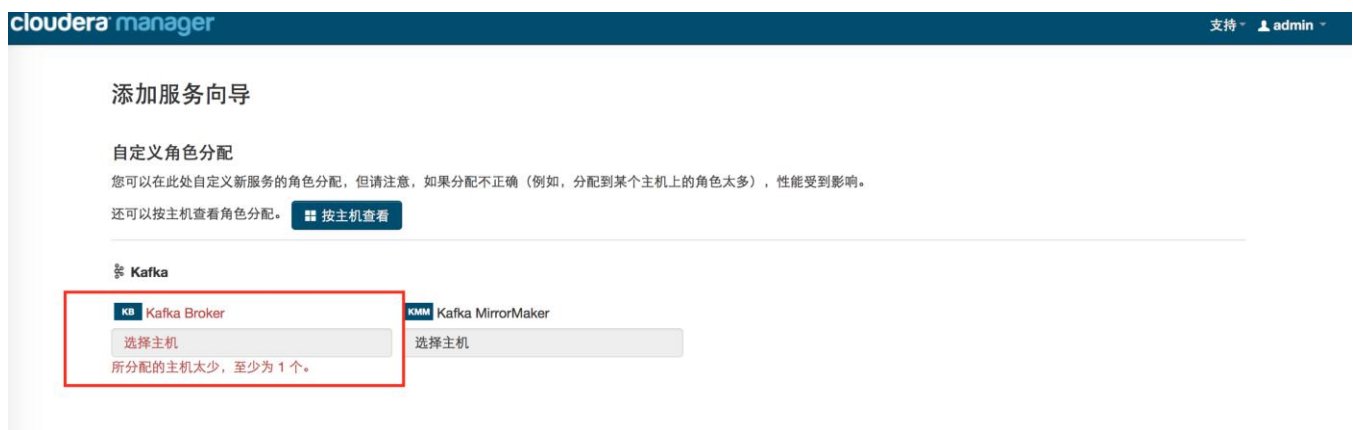 cloudera manager 支持 admin
添加服务向导
自定义角色分配
您可以在此处自定义新服务的角色分配，但请注意，如果分配不正确（例如，分配到某个主机上的角色太多），性能受到影响。
还可以按主机查看角色分配。 按主机查看
Kafka
KB Kafka Broker KMM Kafka MirrorMaker
选择主机 选择主机
所分配的主机太少，至少为 1 个。